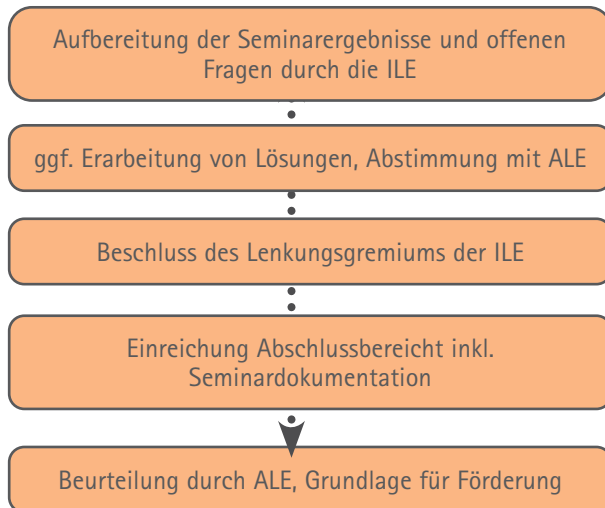 Aufbereitung der Seminarergebnisse und offenen
Fragen durch die ILE
ggf. Erarbeitung von Lösungen, Abstimmung mit ALE
Beschluss des Lenkungsgremiums der ILE
Einreichung Abschlussbereicht inkl.
Seminardokumentation
Beurteilung durch ALE, Grundlage für Förderung